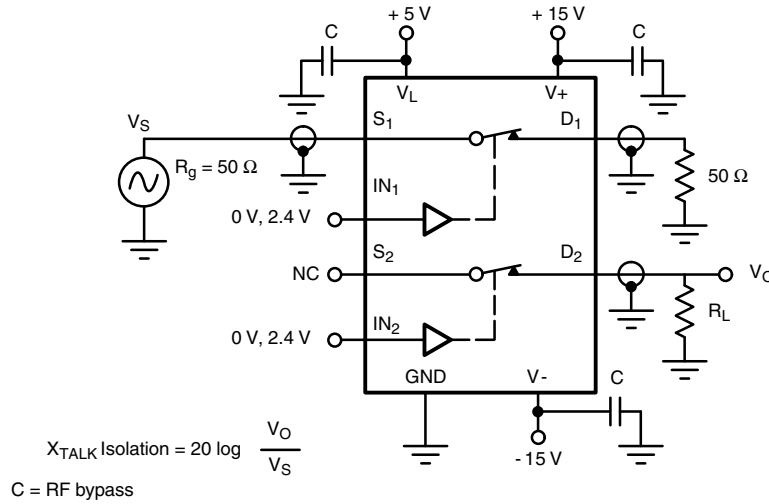 + 5 V
+ 15 V
C
C
V_L
V+
V_S
S_1
D_1
R_g = 50 Ω
50 Ω
IN_1
0 V, 2.4 V
S_2
D_2
NC
V_O
R_L
IN_2
0 V, 2.4 V
GND
V-
C
- 15 V
X_TALK Isolation = 20 log V_O / V_S
C = RF bypass